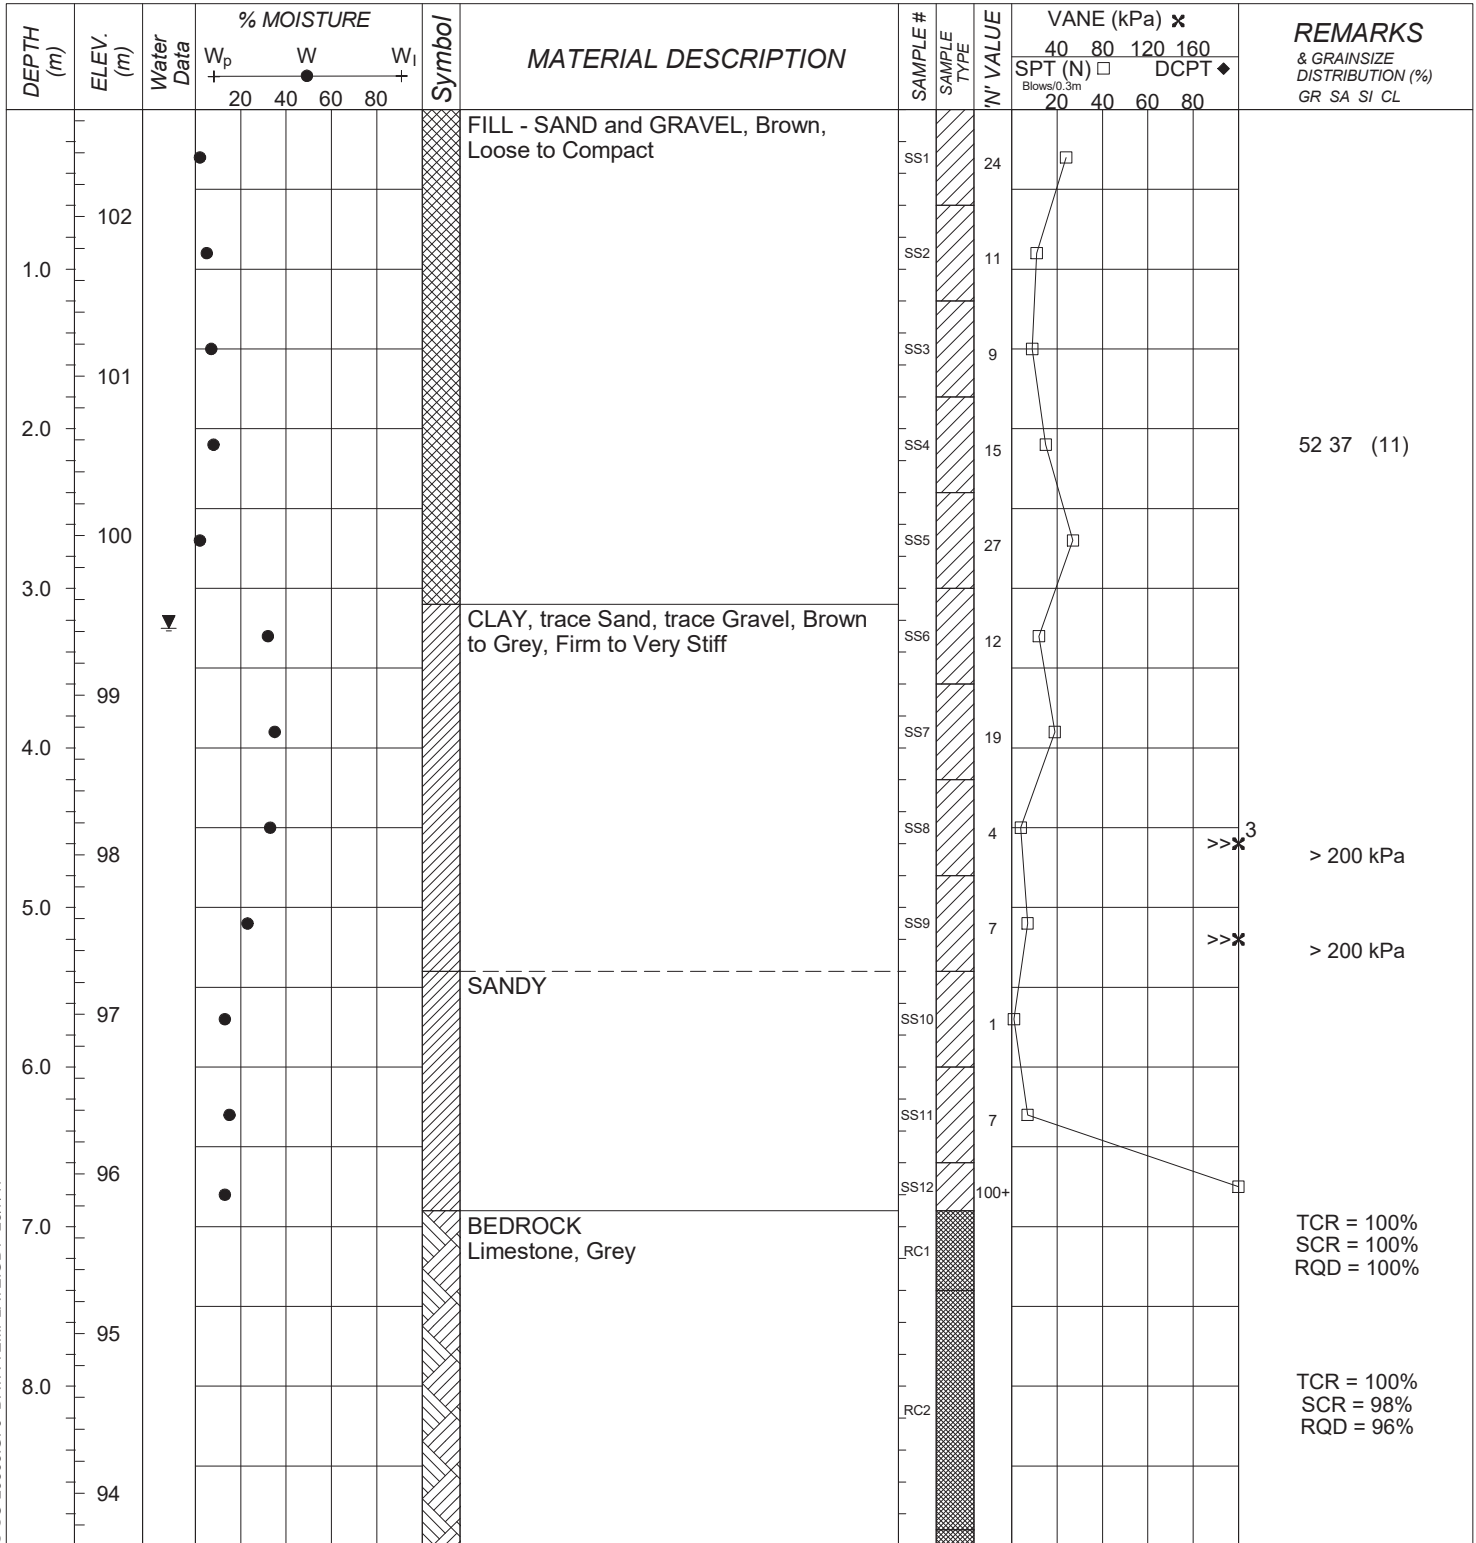 DEPTH (m)
ELEV. (m)
Water Data
% MOISTURE
Wp W Wl
20 40 60 80
Symbol
MATERIAL DESCRIPTION
SAMPLE #
SAMPLE TYPE
'N' VALUE
VANE (kPa)
40 80 120 160
SPT (N) DCPT
Blows/0.3m
20 40 60 80
REMARKS
& GRAINSIZE
DISTRIBUTION (%)
GR SA SI CL
FILL - SAND and GRAVEL, Brown,
Loose to Compact
SS1 24
102
SS2 11
1.0
SS3 9
101
2.0
SS4 15 52 37 (11)
100 SS5 27
3.0
CLAY, trace Sand, trace Gravel, Brown
to Grey, Firm to Very Stiff
SS6 12
99
SS7 19
4.0
SS8 4 3
>>
98 > 200 kPa
5.0
SS9 7
>>
> 200 kPa
SANDY
97 SS10 1
6.0
SS11 7
96
SS12 100+
7.0
BEDROCK
Limestone, Grey
RC1
TCR = 100%
SCR = 100%
RQD = 100%
95
8.0
RC2
TCR = 100%
SCR = 98%
RQD = 96%
94